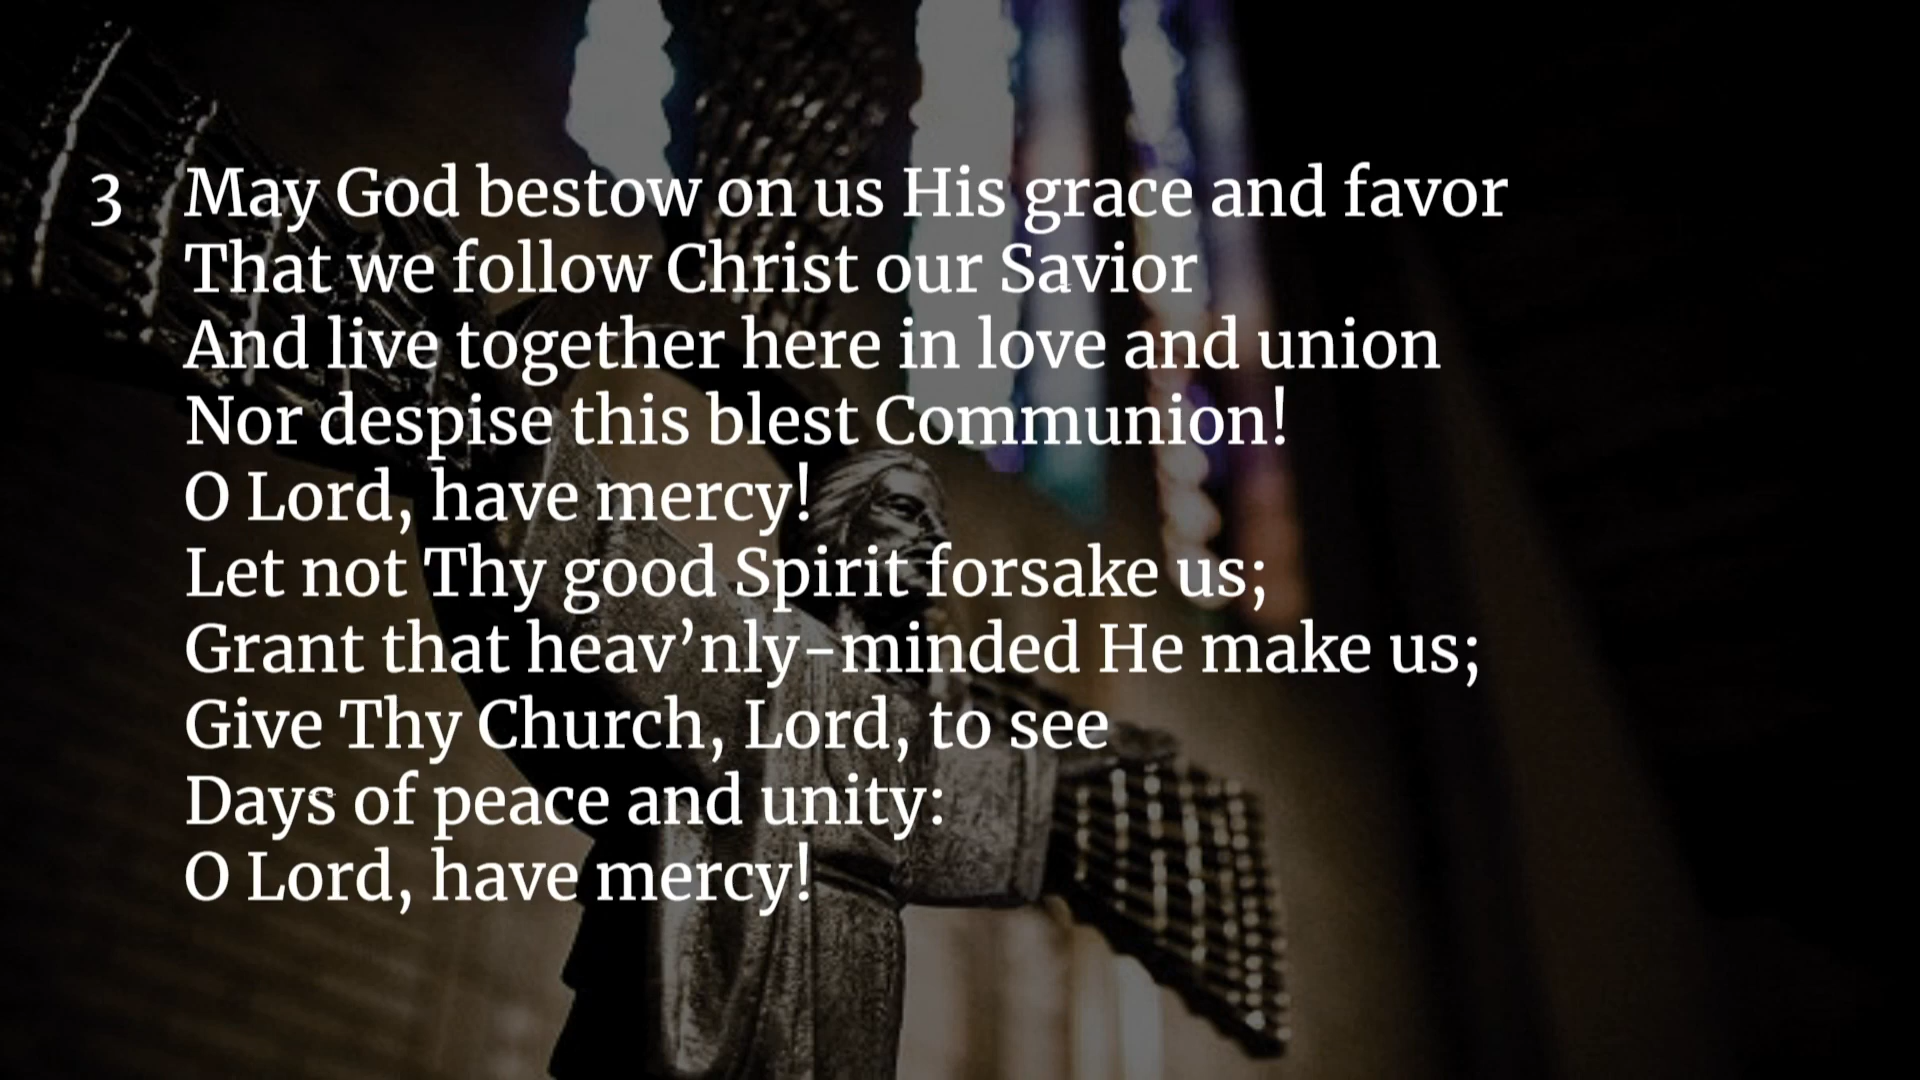 3 May God bestow on us His grace and favor
That we follow Christ our Savior
And live together here in love and union
Nor despise this blest Communion!
O Lord, have mercy!
Let not Thy good Spirit forsake us;
Grant that heav’nly-minded He make us;
Give Thy Church, Lord, to see
Days of peace and unity:
O Lord, have mercy!